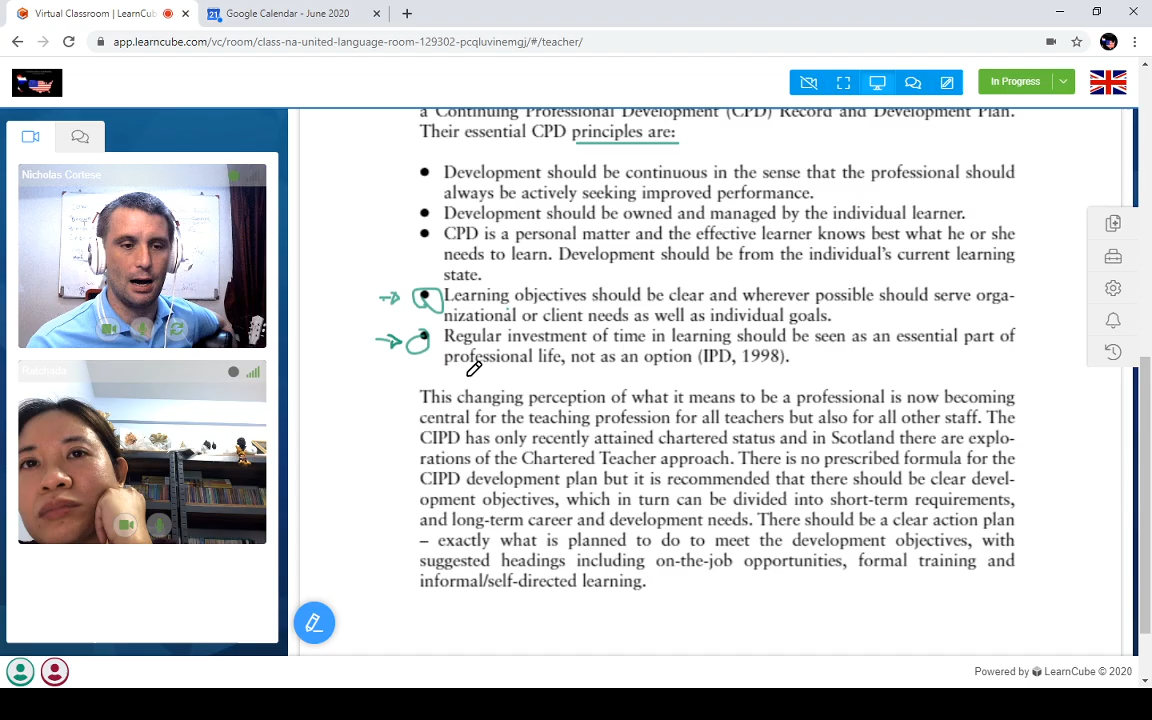 Virtual Classroom | LearnCub
Google Calendar - June 2020
app.learncube.com/vc/room/class-na-united-language-room-129302-pcqluvinemgj/#/teacher/
In Progress
Nicholas Cortese
Ratchada
a Continuing Professional Development (CPD) Record and Development Plan.
Their essential CPD principles are:
● Development should be continuous in the sense that the professional should
always be actively seeking improved performance.
● Development should be owned and managed by the individual learner.
● CPD is a personal matter and the effective learner knows best what he or she
needs to learn. Development should be from the individual's current learning
state.
● Learning objectives should be clear and wherever possible should serve orga-
nizational or client needs as well as individual goals.
● Regular investment of time in learning should be seen as an essential part of
professional life, not as an option (IPD, 1998).
This changing perception of what it means to be a professional is now becoming
central for the teaching profession for all teachers but also for all other staff. The
CIPD has only recently attained chartered status and in Scotland there are explo-
rations of the Chartered Teacher approach. There is no prescribed formula for the
CIPD development plan but it is recommended that there should be clear devel-
opment objectives, which in turn can be divided into short-term requirements,
and long-term career and development needs. There should be a clear action plan
– exactly what is planned to do to meet the development objectives, with
suggested headings including on-the-job opportunities, formal training and
informal/self-directed learning.
Powered by LearnCube © 2020